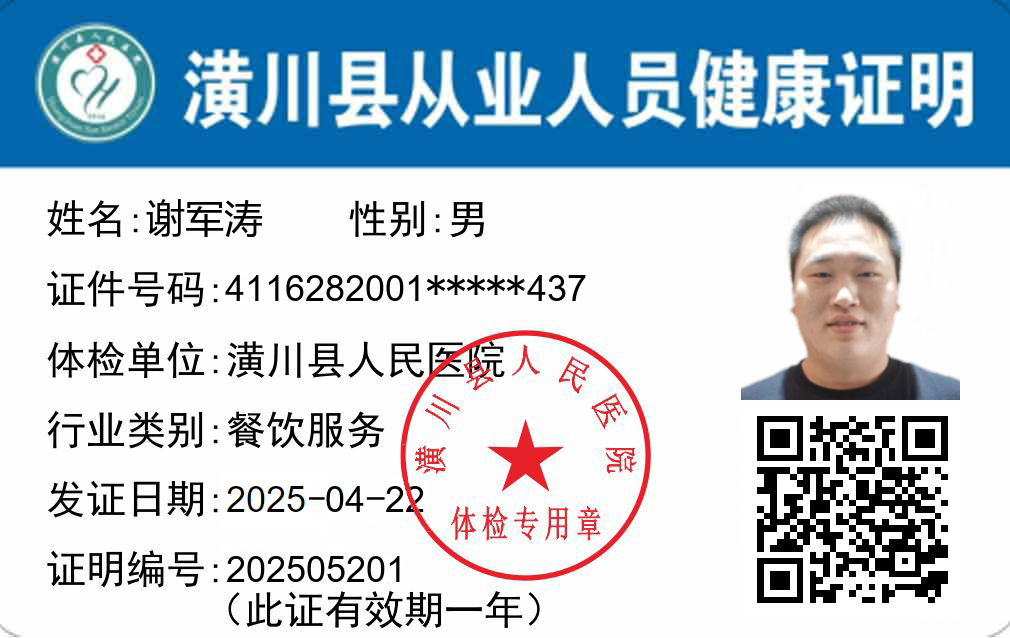 潢川县从业人员健康证明
姓名:谢军涛 性别:男
证件号码:4116282001*****437
体检单位:潢川县人民医院
行业类别:餐饮服务
发证日期:2025-04-22
证明编号:202505201
(此证有效期一年)
潢川县人民医院
体检专用章